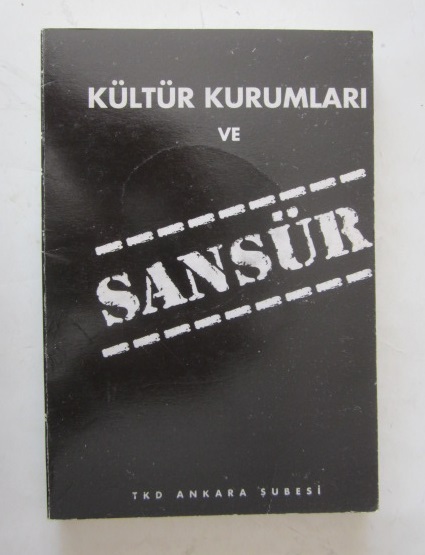 KÜLTÜR KURUMLARI
VE
SANSÜR
TKD ANKARA ŞUBESİ